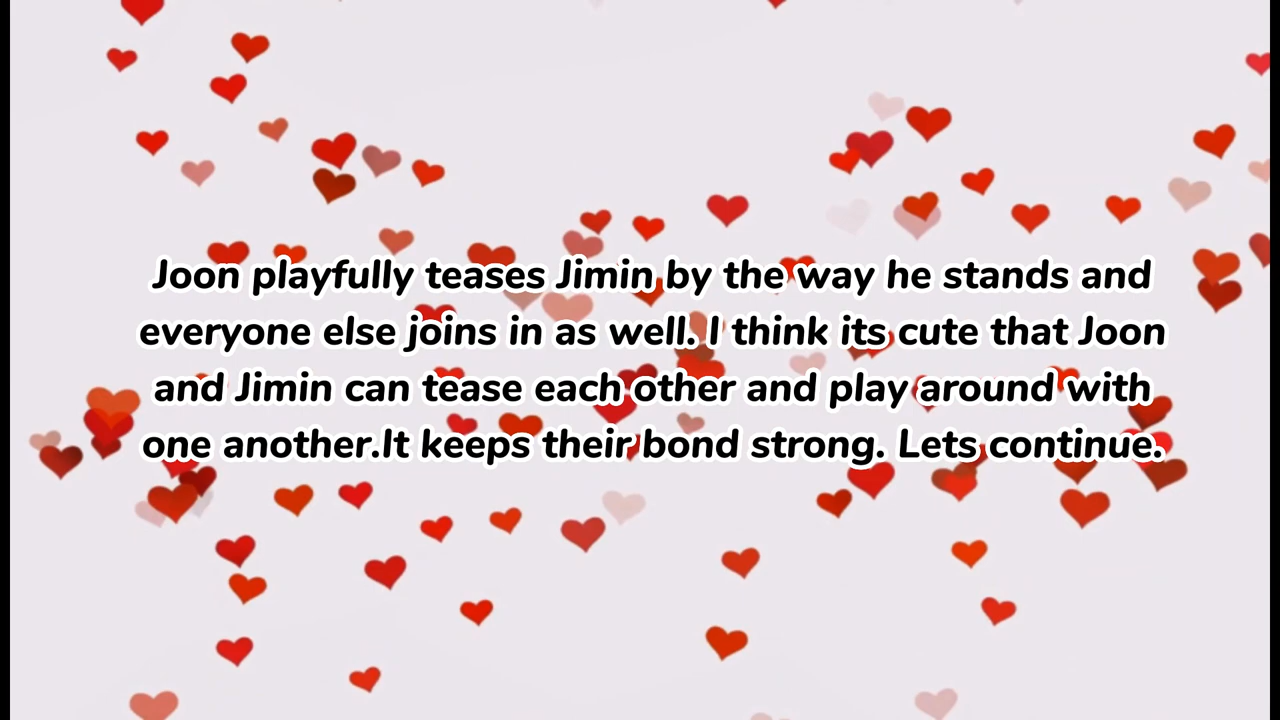 Joon playfully teases Jimin by the way he stands and
everyone else joins in as well. I think its cute that Joon
and Jimin can tease each other and play around with
one another.It keeps their bond strong. Lets continue.